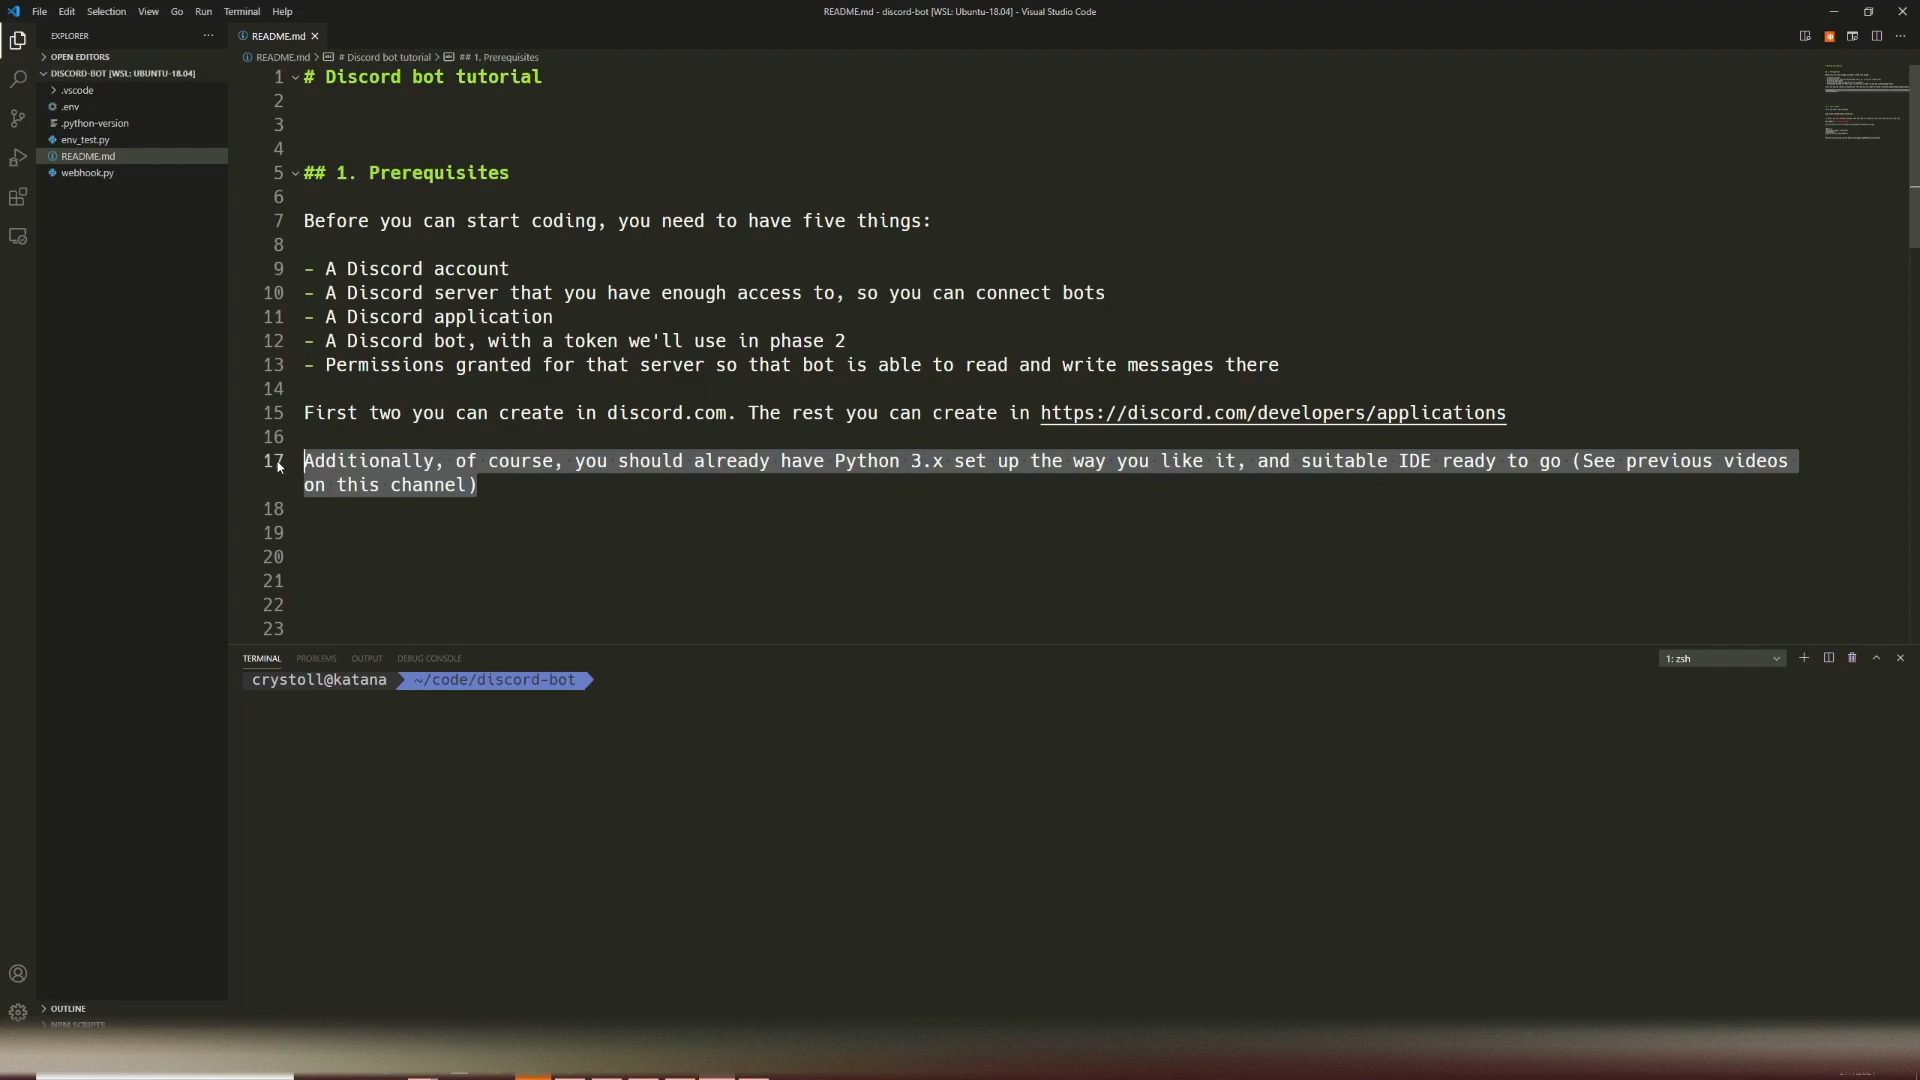 File Edit Selection View Go Run Terminal Help
README.md - discord-bot [WSL: Ubuntu-18.04] - Visual Studio Code
EXPLORER
README.md
OPEN EDITORS
README.md > # Discord bot tutorial > ## 1. Prerequisites
DISCORD-BOT [WSL: UBUNTU-18.04]
.vscode
.env
.python-version
env_test.py
README.md
webhook.py
1 # Discord bot tutorial
2
3
4
5 ## 1. Prerequisites
6
7 Before you can start coding, you need to have five things:
8
9 - A Discord account
10 - A Discord server that you have enough access to, so you can connect bots
11 - A Discord application
12 - A Discord bot, with a token we'll use in phase 2
13 - Permissions granted for that server so that bot is able to read and write messages there
14
15 First two you can create in discord.com. The rest you can create in https://discord.com/developers/applications
16
17 Additionally, of course, you should already have Python 3.x set up the way you like it, and suitable IDE ready to go (See previous videos
on this channel)
18
19
20
21
22
23
TERMINAL PROBLEMS OUTPUT DEBUG CONSOLE
1: zsh
crystoll@katana ~/code/discord-bot
OUTLINE
NPM SCRIPTS